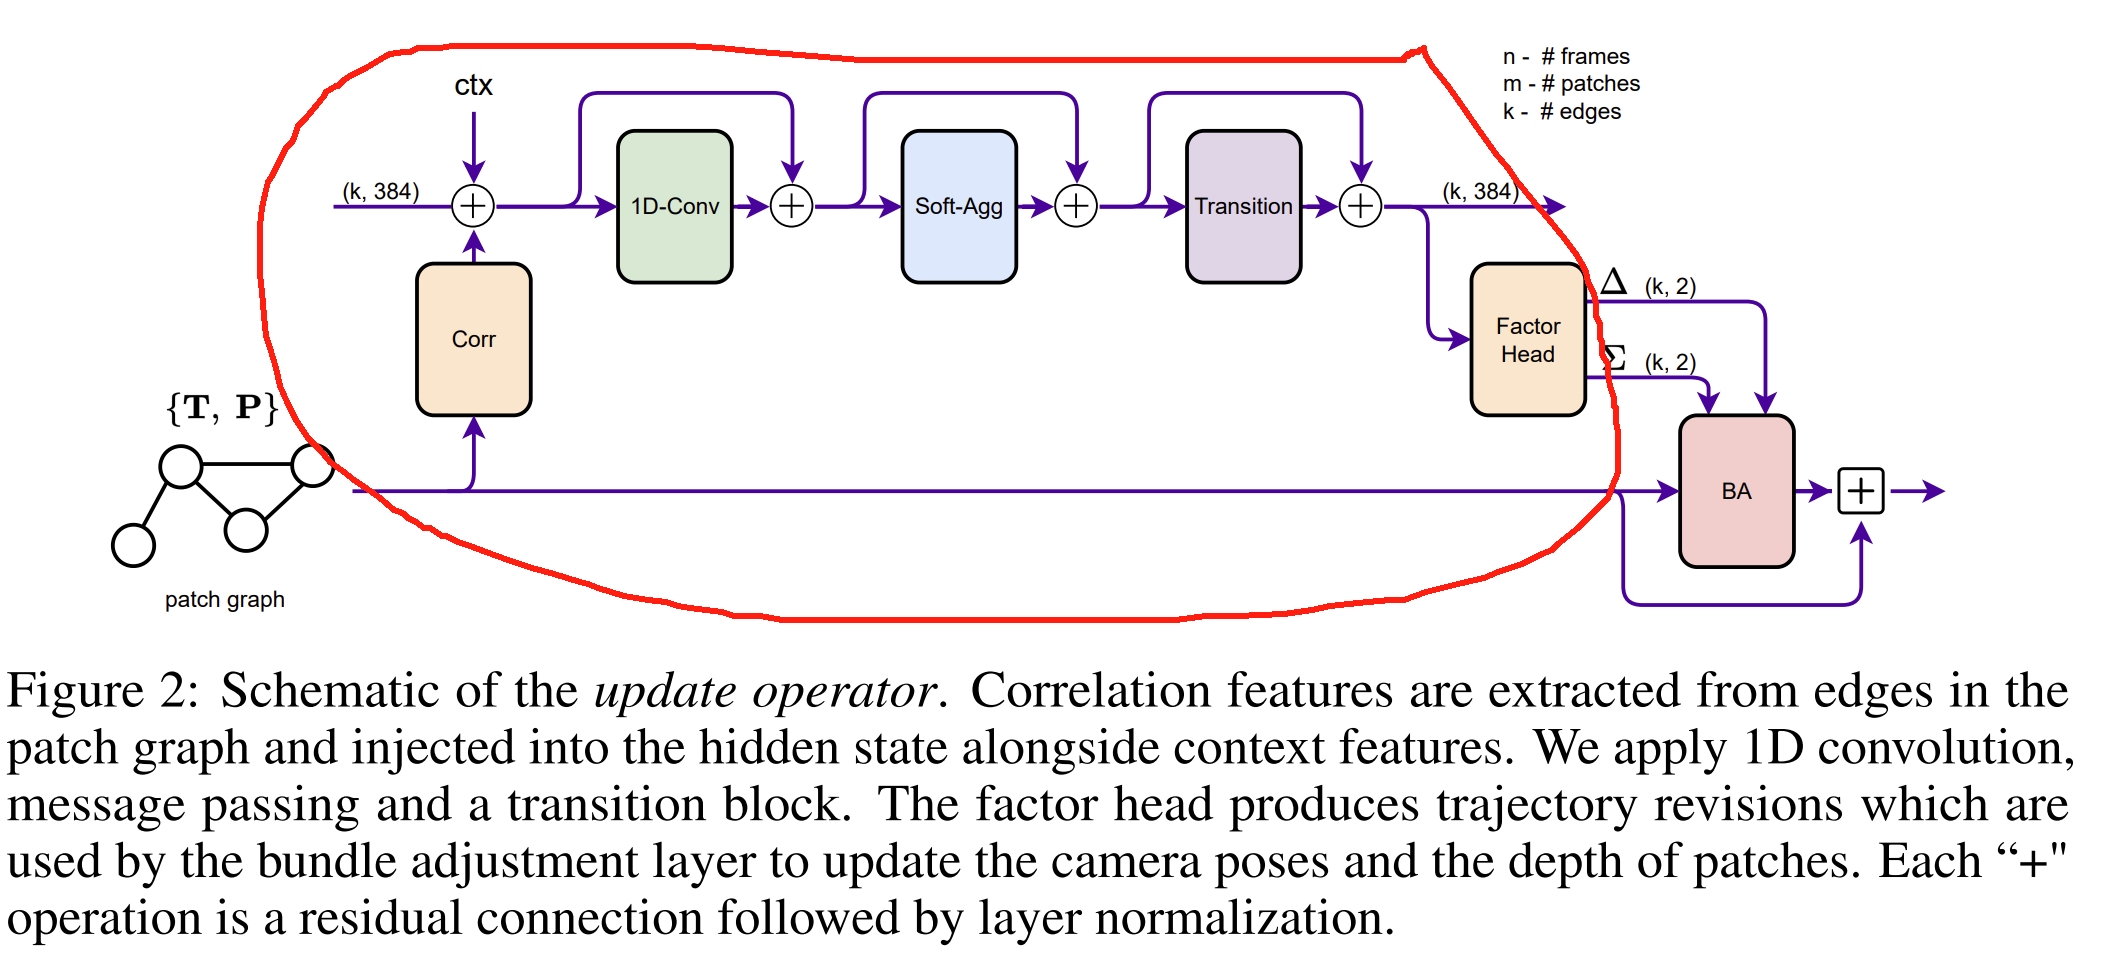 n - # frames
m - # patches
k - # edges
ctx
(k, 384)
1D-Conv
Soft-Agg
Transition
(k, 384)
Corr
Factor
Head
Δ (k, 2)
Σ (k, 2)
{T, P}
BA
patch graph
Figure 2: Schematic of the update operator. Correlation features are extracted from edges in the
patch graph and injected into the hidden state alongside context features. We apply 1D convolution,
message passing and a transition block. The factor head produces trajectory revisions which are
used by the bundle adjustment layer to update the camera poses and the depth of patches. Each “+"
operation is a residual connection followed by layer normalization.